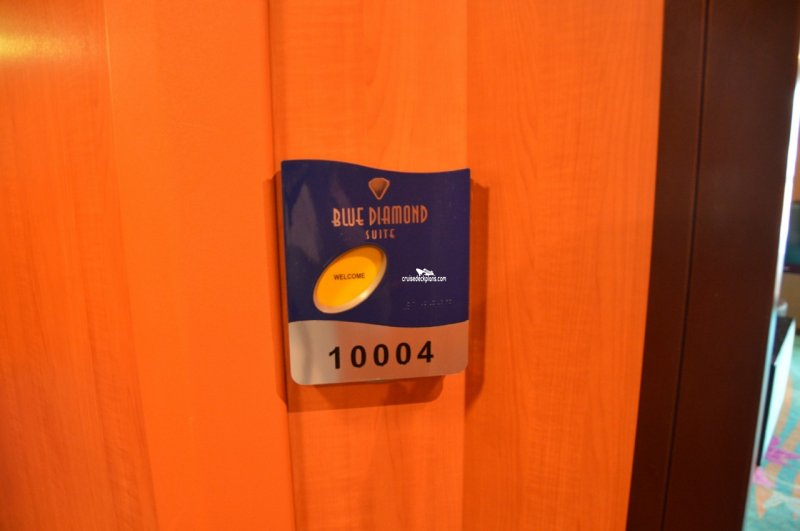 BLUE DIAMOND
SUITE
WELCOME
cruisedeckplans.com
10004